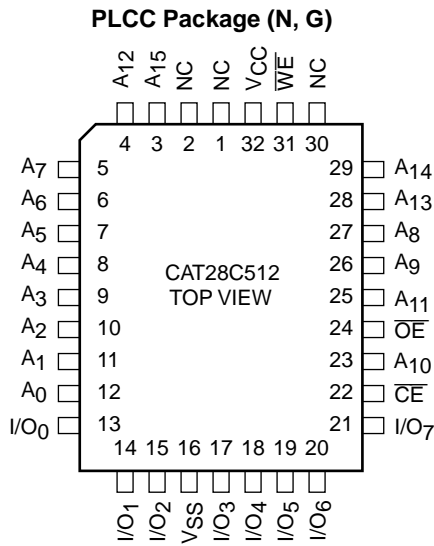 PLCC Package (N, G)
A12 A15 NC NC VCC WE NC
4 3 2 1 32 31 30
A7 5 29 A14
A6 6 28 A13
A5 7 27 A8
A4 8 26 A9
A3 9 25 A11
A2 10 24 OE
A1 11 23 A10
A0 12 22 CE
I/O0 13 21 I/O7
CAT28C512
TOP VIEW
14 15 16 17 18 19 20
I/O1 I/O2 VSS I/O3 I/O4 I/O5 I/O6